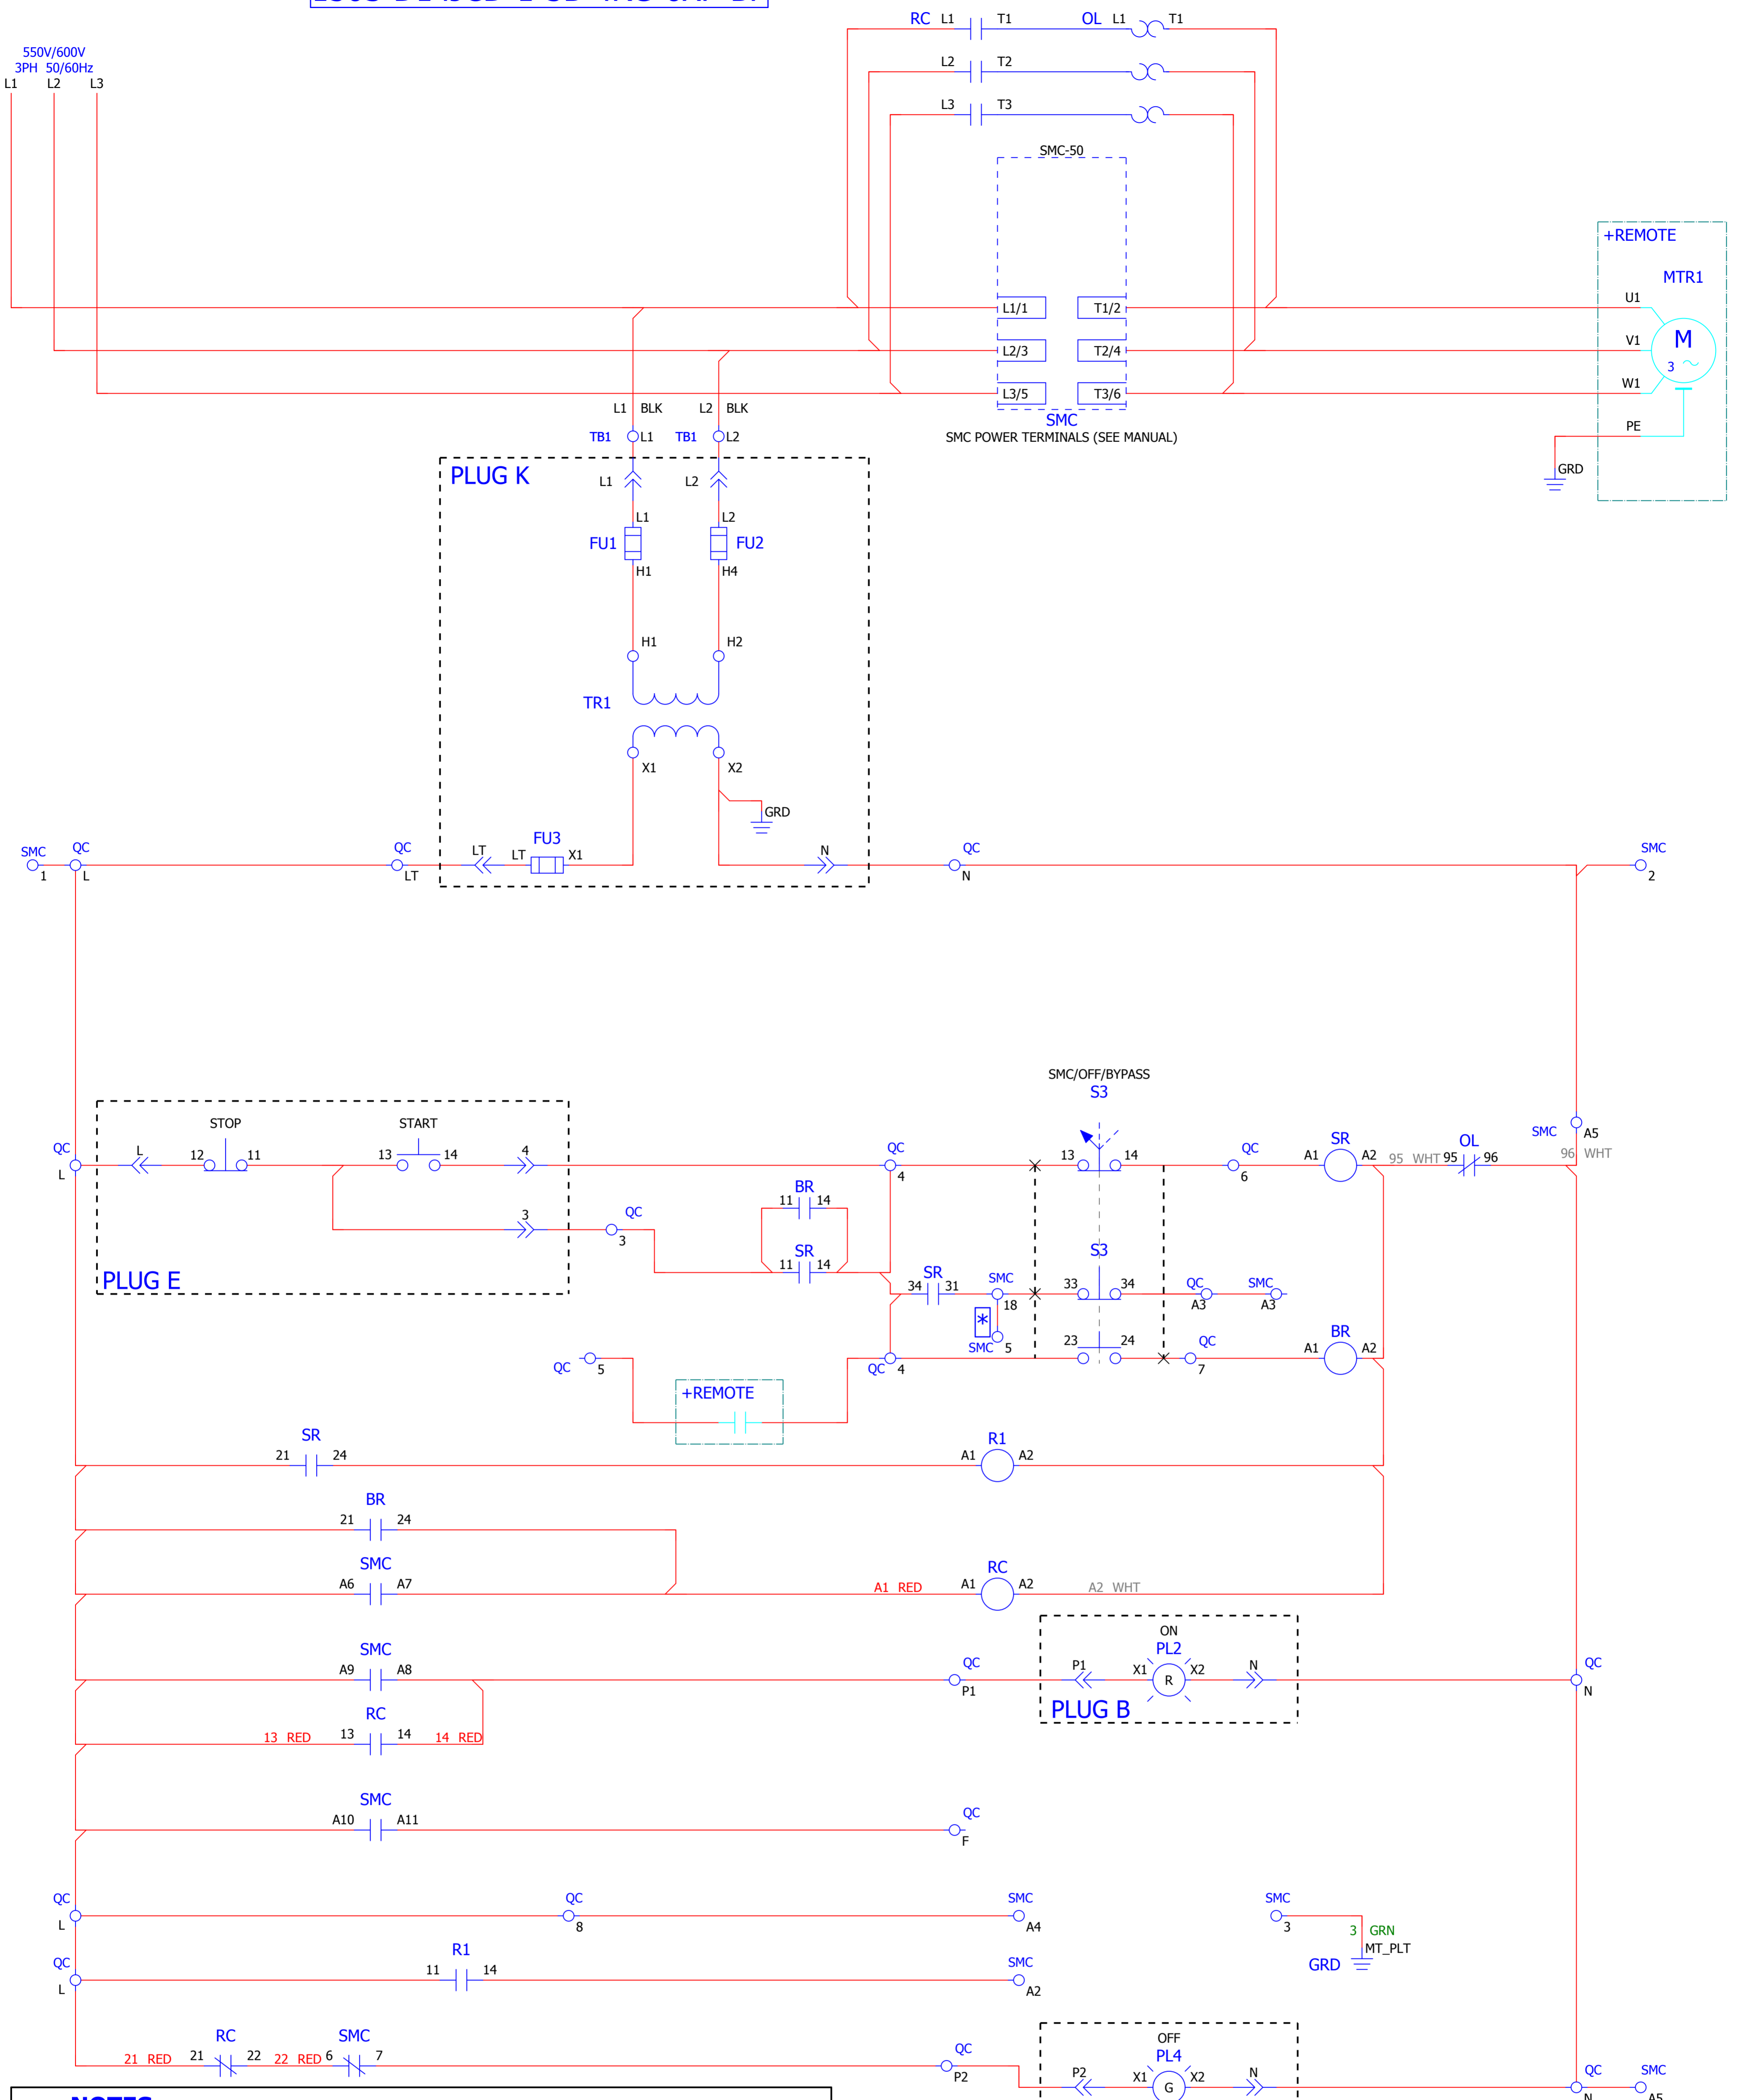 RC L1 T1 OL L1 T1
550V/600V
3PH 50/60Hz
L1 L2 L3
L2 T2
L3 T3
SMC-50
+REMOTE
MTR1
L1/1 T1/2 U1
L2/3 T2/4 V1 M
3
L3/5 T3/6 W1
L1 BLK L2 BLK
SMC
PE
TB1 L1 TB1 L2
SMC POWER TERMINALS (SEE MANUAL)
GRD
PLUG K
L1 L2
L1 L2
FU1 FU2
H1 H4
H1 H2
TR1
X1 X2
GRD
FU3
SMC QC QC LT LT X1 N QC SMC
1 L LT N 2
SMC/OFF/BYPASS
S3
STOP START
SMC A5
QC L 12 11 13 14 4 QC 13 14 QC SR OL
A1 A2 95 WHT 95 96 96 WHT
L 4 6
BR
11 14
3 QC
3
SR
11 14
S3
PLUG E
SR
34 31 SMC 33 34 QC SMC
18 A3 A3
*
SMC 5
23 24 QC BR
A1 A2
QC 5 QC 4 7
+REMOTE
SR
21 24
R1
A1 A2
BR
21 24
SMC
A6 A7
RC
A1 RED A1 A2 A2 WHT
ON
PL2
SMC
A9 A8
QC P1 X1 R X2 N QC
P1 N
PLUG B
RC
13 RED 13 14 14 RED
SMC
A10 A11
QC
F
QC QC SMC SMC
L 8 A4 3
3 GRN
MT_PLT
GRD
QC R1 SMC
11 14
L A2
OFF
PL4
RC SMC
21 RED 21 22 22 RED 6 7
QC
P2
P2 X1 G X2 N QC SMC